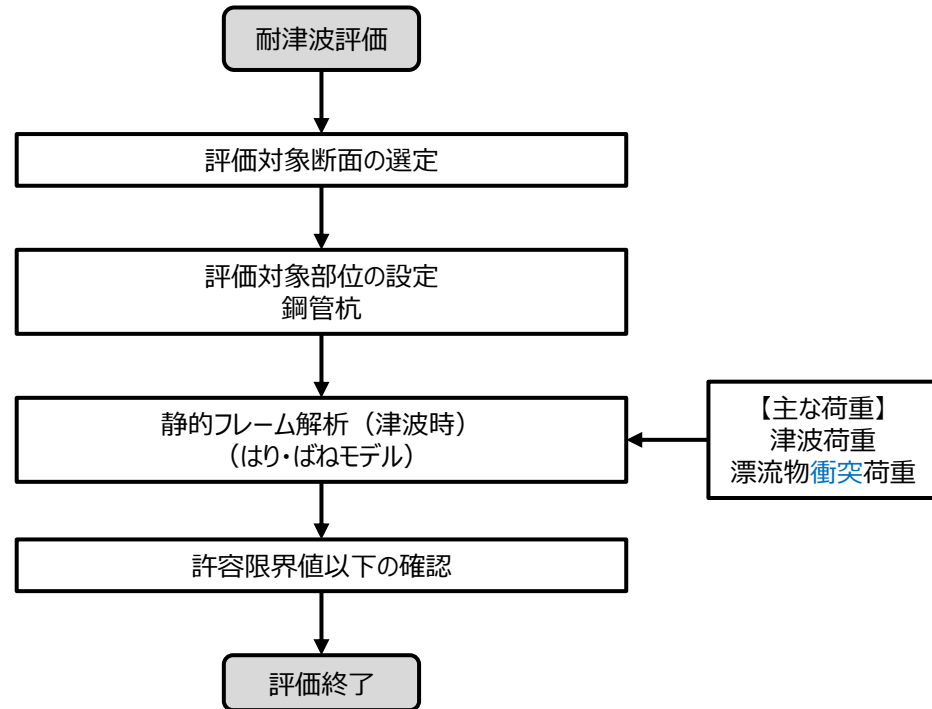 耐津波評価
評価対象断面の選定
評価対象部位の設定
鋼管杭
静的フレーム解析（津波時）
（はり・ばねモデル）
【主な荷重】
津波荷重
漂流物衝突荷重
許容限界値以下の確認
評価終了